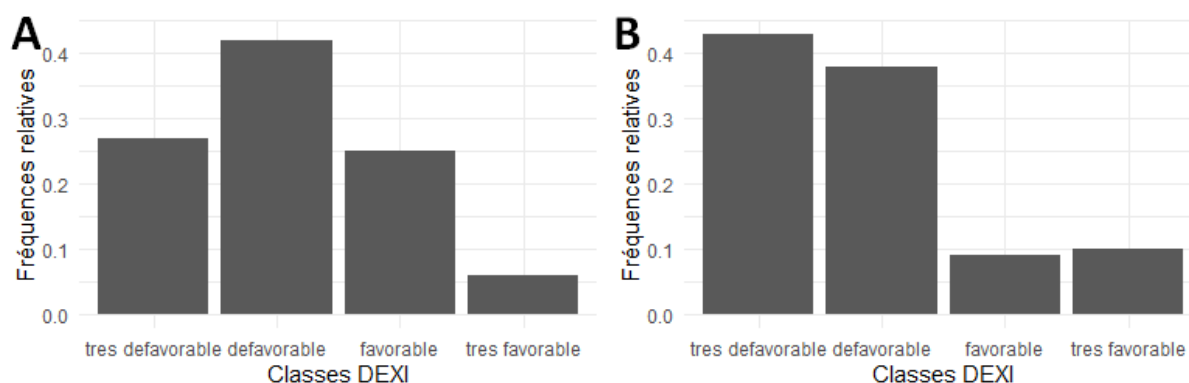 A
Fréquences relatives
0.4
0.3
0.2
0.1
0.0
tres defavorable defavorable favorable tres favorable
Classes DEXI
B
Fréquences relatives
0.4
0.3
0.2
0.1
0.0
tres defavorable defavorable favorable tres favorable
Classes DEXI